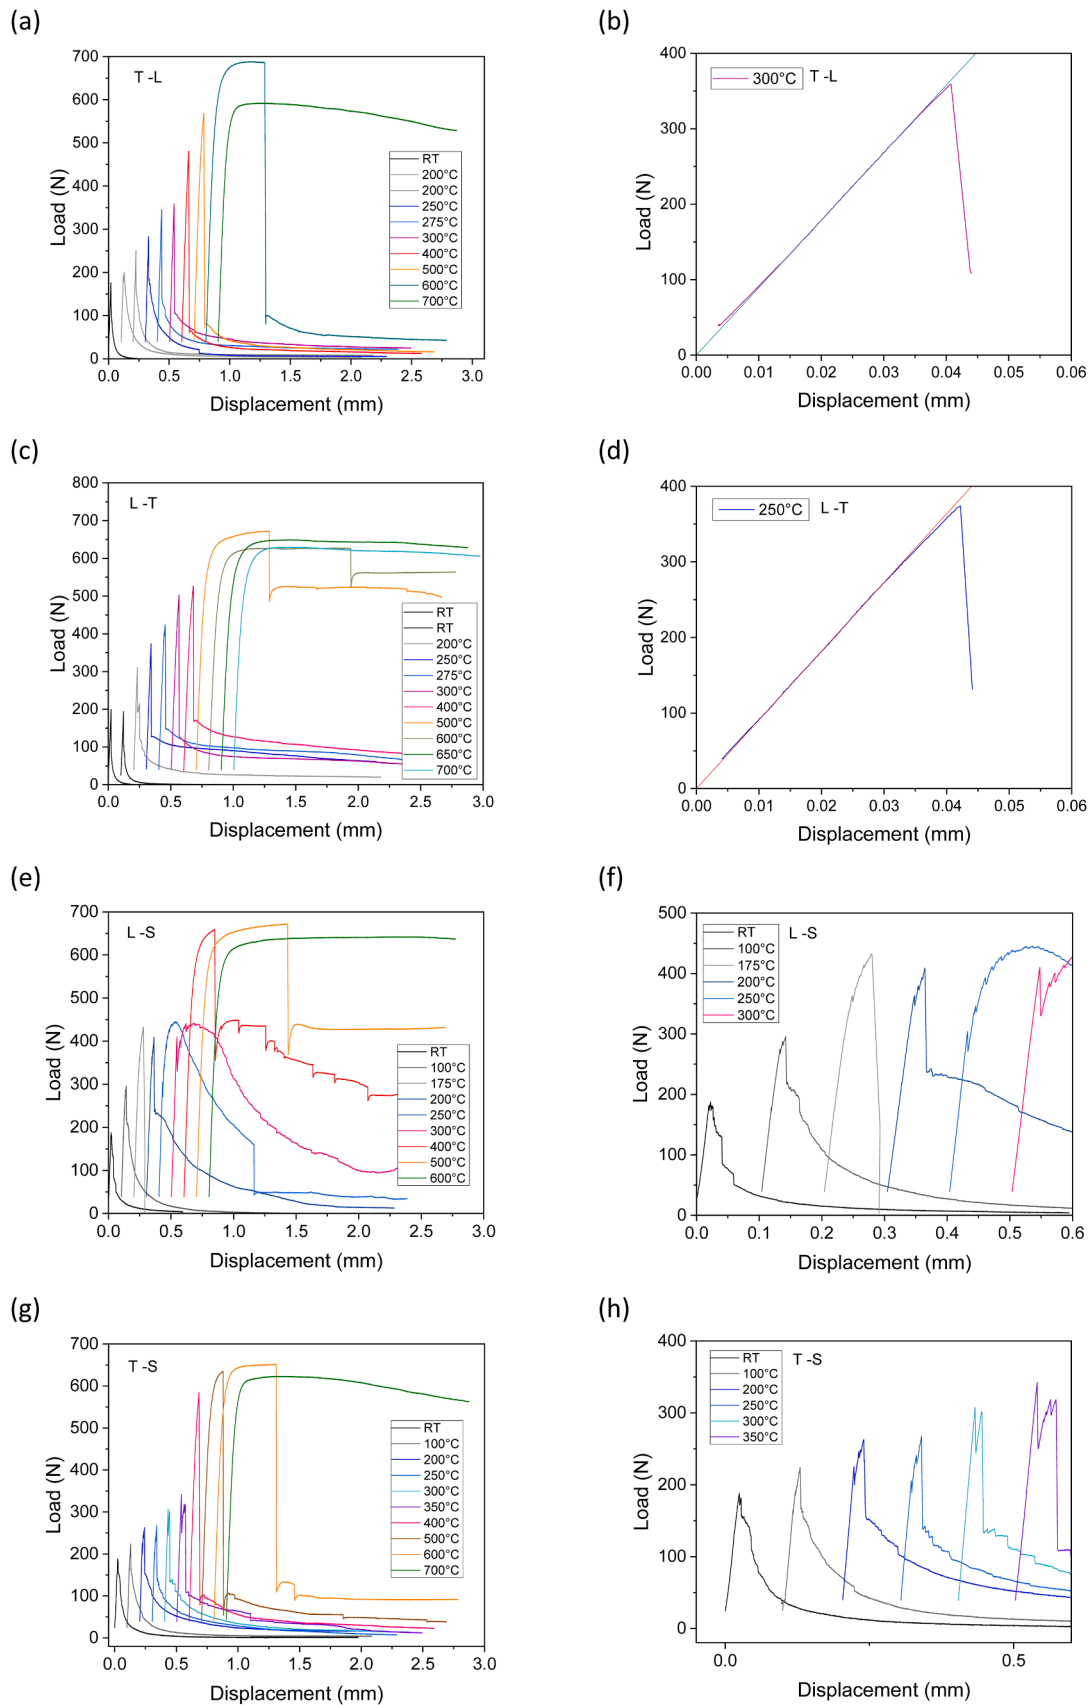 (a)
T -L
700
600
500
400
300
200
100
0
Load (N)
0.0 0.5 1.0 1.5 2.0 2.5 3.0
Displacement (mm)
RT
200°C
200°C
250°C
275°C
300°C
400°C
500°C
600°C
700°C
(b)
300°C T -L
400
300
200
100
0
Load (N)
0.00 0.01 0.02 0.03 0.04 0.05 0.06
Displacement (mm)
(c)
L -T
800
700
600
500
400
300
200
100
0
Load (N)
0.0 0.5 1.0 1.5 2.0 2.5 3.0
Displacement (mm)
RT
RT
200°C
250°C
275°C
300°C
400°C
500°C
600°C
650°C
700°C
(d)
250°C L -T
400
300
200
100
0
Load (N)
0.00 0.01 0.02 0.03 0.04 0.05 0.06
Displacement (mm)
(e)
L -S
700
600
500
400
300
200
100
0
Load (N)
0.0 0.5 1.0 1.5 2.0 2.5 3.0
Displacement (mm)
RT
100°C
175°C
200°C
250°C
300°C
400°C
500°C
600°C
(f)
L -S
500
400
300
200
100
0
Load (N)
0.0 0.1 0.2 0.3 0.4 0.5 0.6
Displacement (mm)
RT
100°C
175°C
200°C
250°C
300°C
(g)
T -S
700
600
500
400
300
200
100
0
Load (N)
0.0 0.5 1.0 1.5 2.0 2.5 3.0
Displacement (mm)
RT
100°C
200°C
250°C
300°C
350°C
400°C
500°C
600°C
700°C
(h)
T -S
400
300
200
100
0
Load (N)
0.0 0.5
Displacement (mm)
RT
100°C
200°C
250°C
300°C
350°C